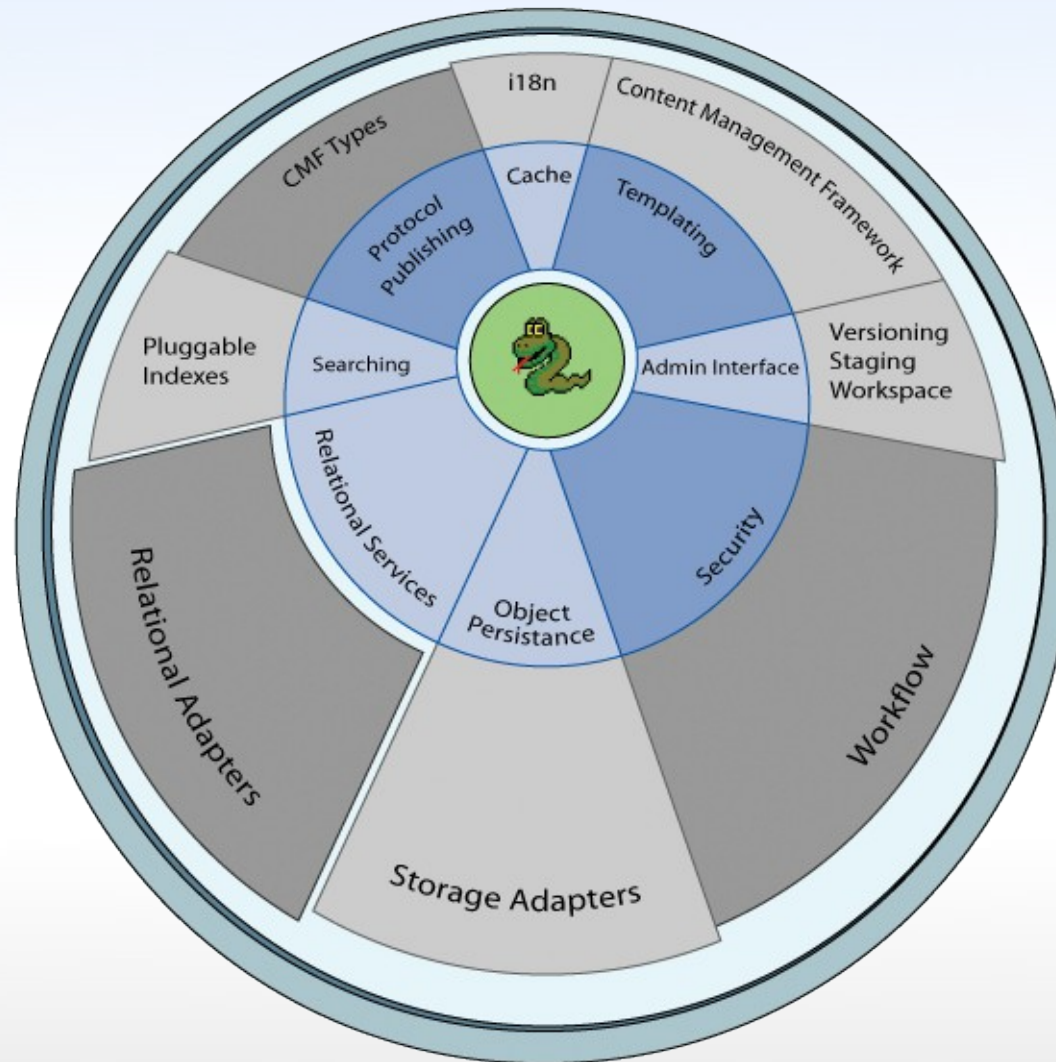 i18n
Content Management Framework
CMF Types
Cache
Templating
Protocol
Publishing
Pluggable
Indexes
Searching
Admin Interface
Versioning
Staging
Workspace
Relational Services
Security
Object
Persistance
Relational Adapters
Workflow
Storage Adapters